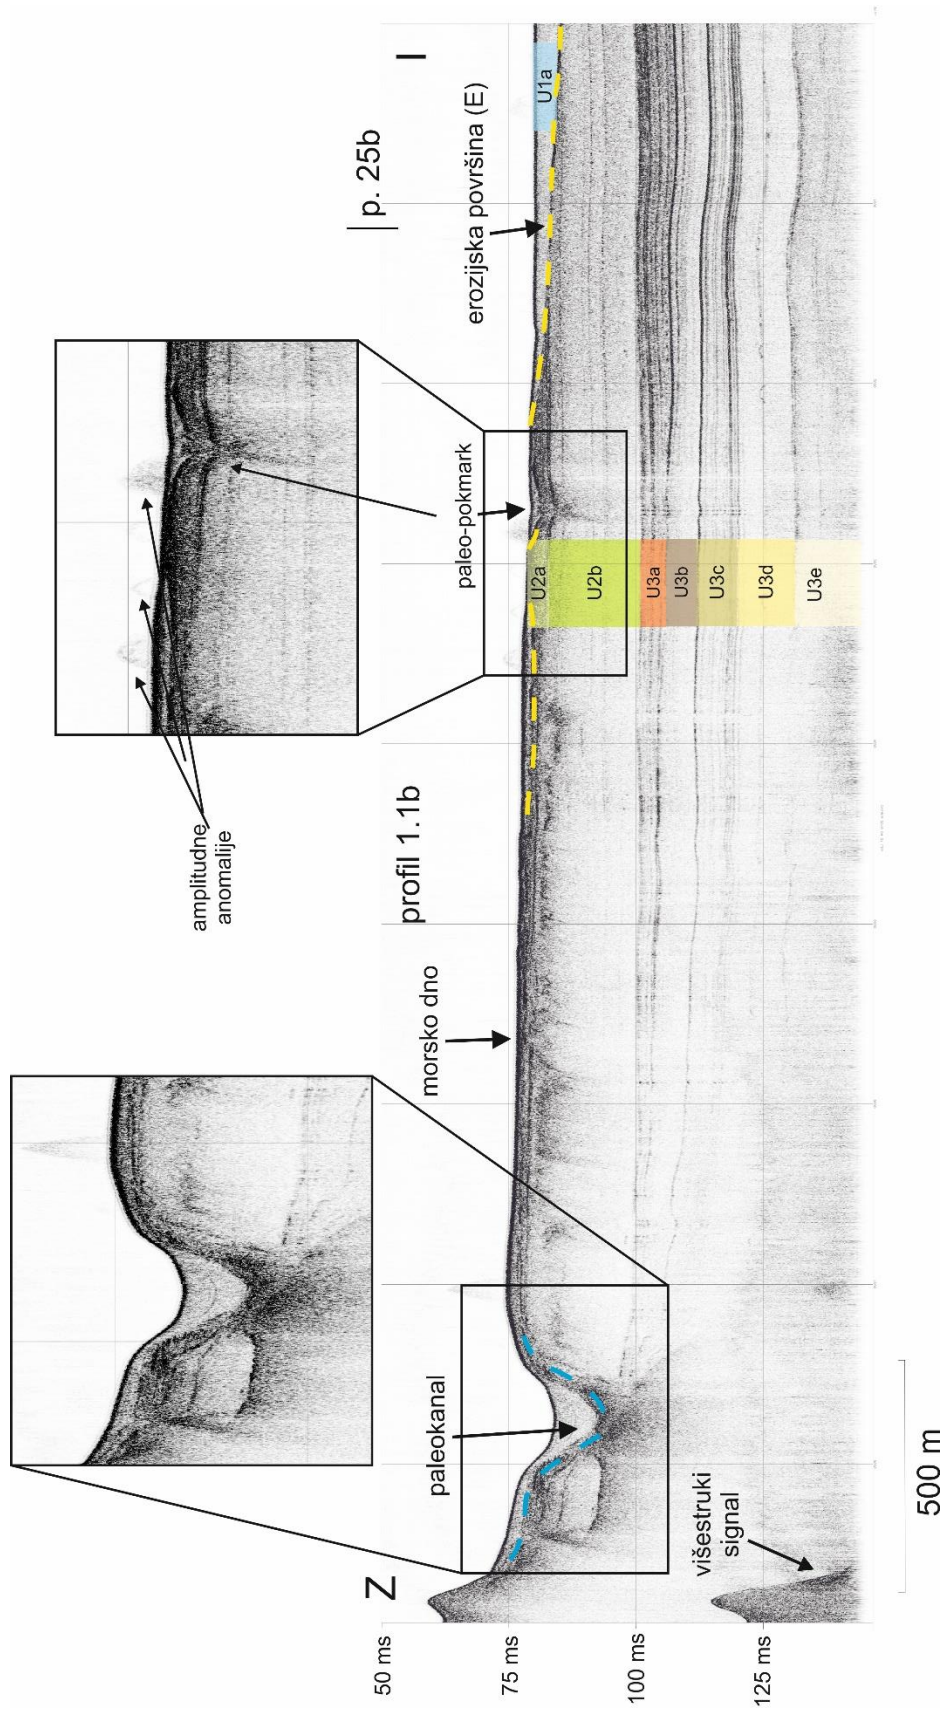 amplitudne
anomalije
profil 1.1b
p. 25b
Z
I
paleokanal
morsko dno
paleo-pokmark
erozijska površina (E)
višestruki
signal
U1a
U2a
U2b
U3a
U3b
U3c
U3d
U3e
50 ms
75 ms
100 ms
125 ms
500 m